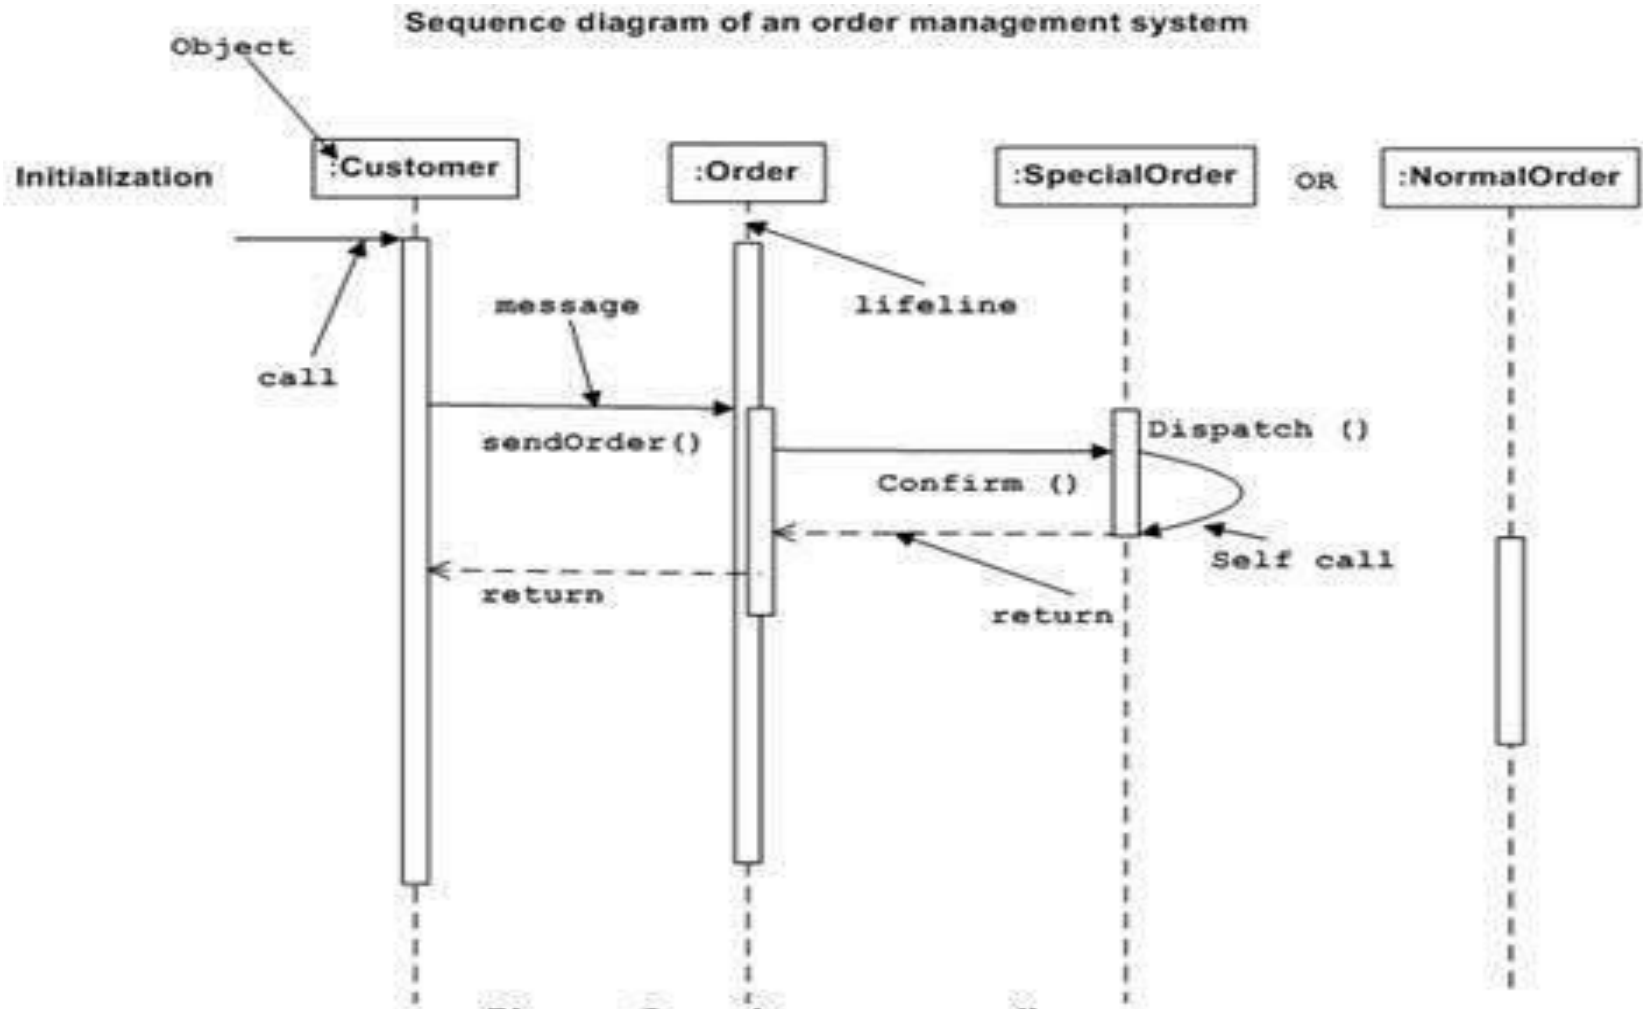 Sequence diagram of an order management system
Object
Initialization
:Customer
:Order
:SpecialOrder
OR
:NormalOrder
call
message
lifeline
sendOrder()
Dispatch ()
Confirm ()
Self call
return
return